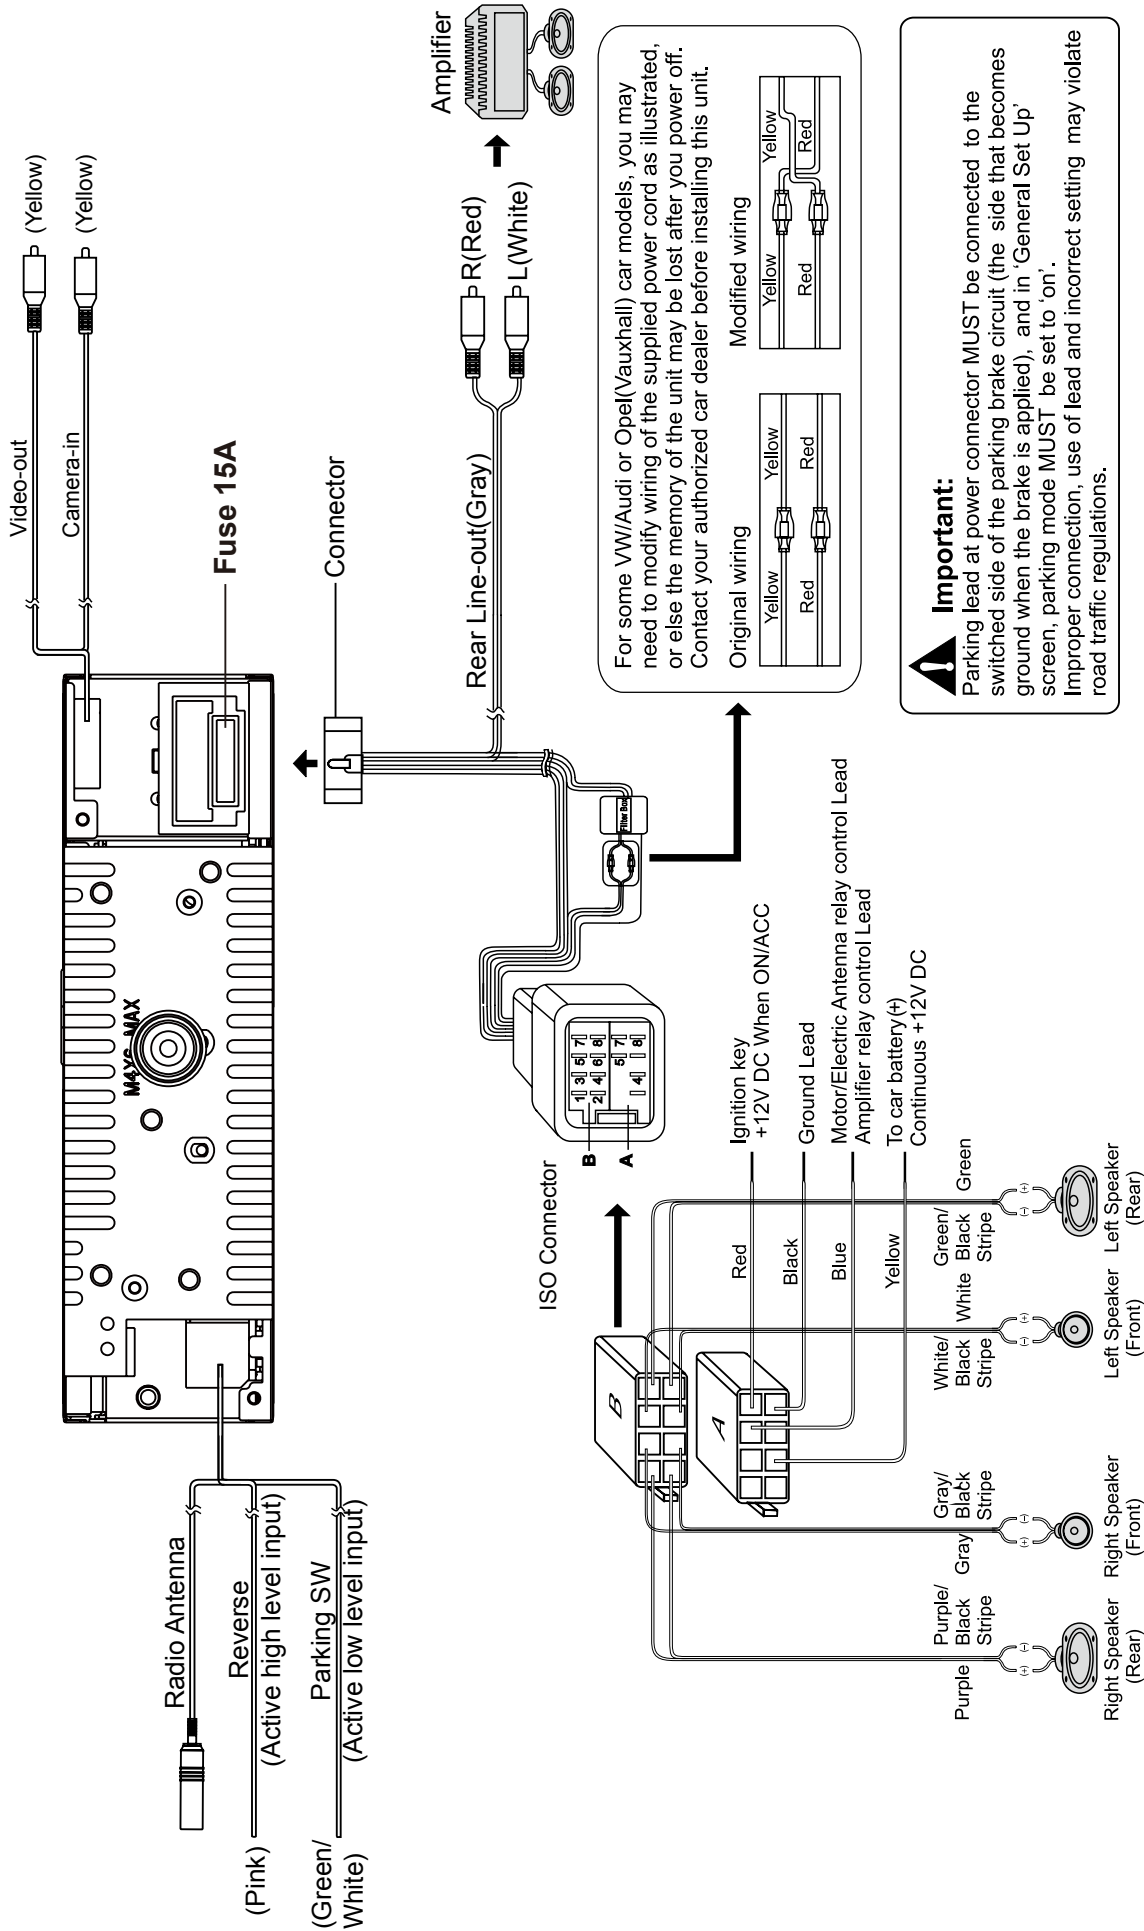 Video-out
(Yellow)
Camera-in
(Yellow)
Fuse 15A
Connector
M4X6 MAX
Radio Antenna
Reverse
(Active high level input)
(Pink)
Parking SW
(Active low level input)
(Green/
White)
Rear Line-out(Gray)
R(Red)
L(White)
Amplifier
Filter Box
ISO Connector
1 3 5 7
2 4 6 8
B
5 7
4 8
A
For some VW/Audi or Opel(Vauxhall) car models, you may
need to modify wiring of the supplied power cord as illustrated,
or else the memory of the unit may be lost after you power off.
Contact your authorized car dealer before installing this unit.
Original wiring
Yellow
Yellow
Red
Red
Modified wiring
Yellow
Yellow
Red
Red
B
A
Red
Ignition key
+12V DC When ON/ACC
Black
Ground Lead
Blue
Motor/Electric Antenna relay control Lead
Amplifier relay control Lead
Yellow
To car battery(+)
Continuous +12V DC
Purple
Purple/
Black
Stripe
Gray
Gray/
Black
Stripe
White/
Black
Stripe
White
Green/
Black
Stripe
Green
(+)
(-)
(+)
(-)
(-)
(+)
(-)
(+)
Right Speaker
(Rear)
Right Speaker
(Front)
Left Speaker
(Front)
Left Speaker
(Rear)
Important:
Parking lead at power connector MUST be connected to the
switched side of the parking brake circuit (the side that becomes
ground when the brake is applied), and in ‘General Set Up’
screen, parking mode MUST be set to ‘on’.
Improper connection, use of lead and incorrect setting may violate
road traffic regulations.